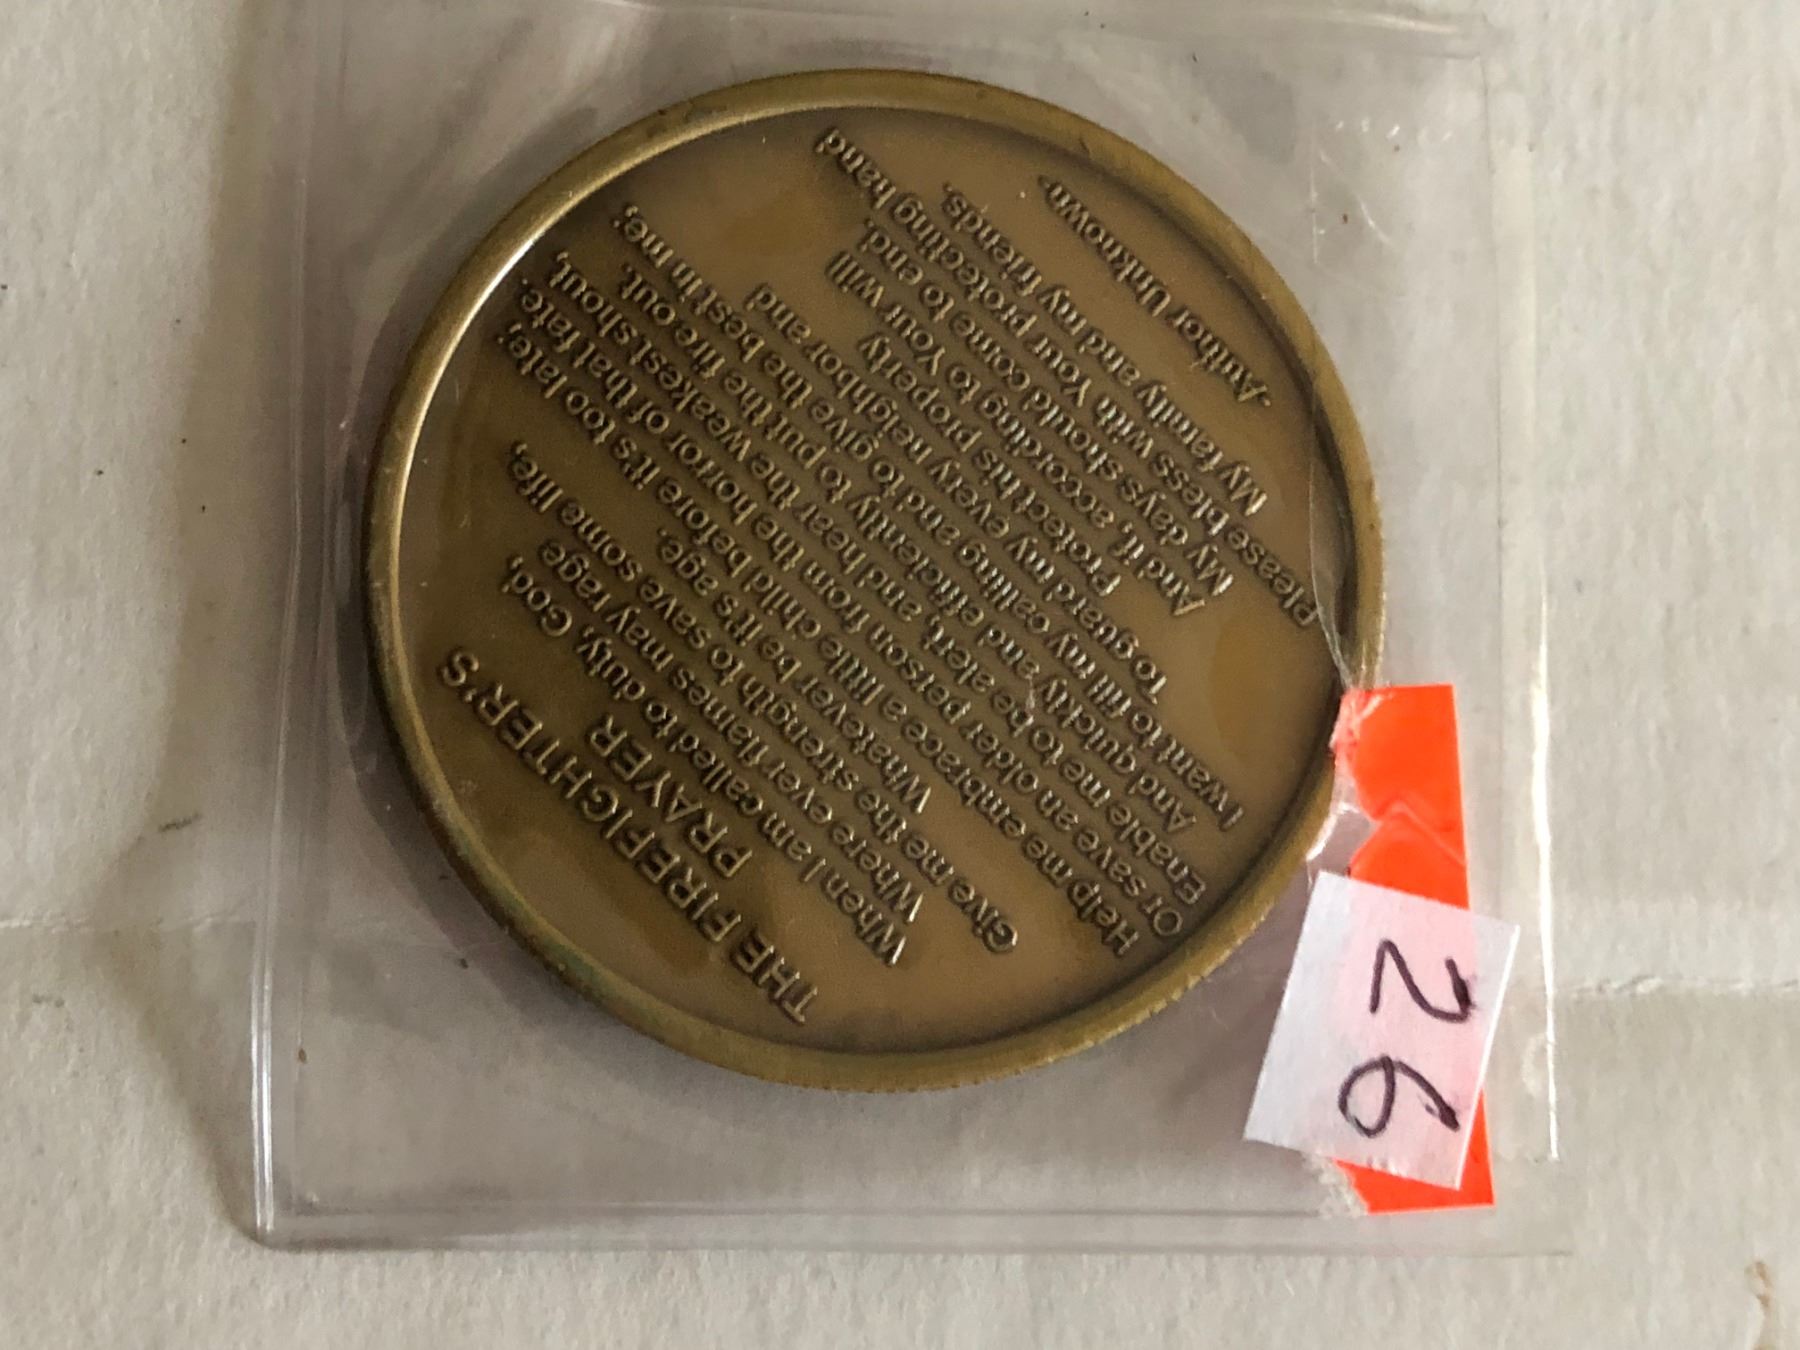 THE FIREFIGHTER'S
PRAYER
When I am called to duty, God,
Where ever flames may rage
Give me the strength to save some life,
Whatever be it's age.
Help me embrace a little child before it's too late;
Or save an older person from the horror of that fate.
Enable me to be alert, and hear the weakest shout,
And quickly and efficiently to put the fire out.
I want to fill my calling and to give the best in me;
To guard my every neighbor and
Protect his property
And if, according to Your will
My days should come to end.
Please bless with Your protecting hand
My family and my friends.
.Author Unknown.
26